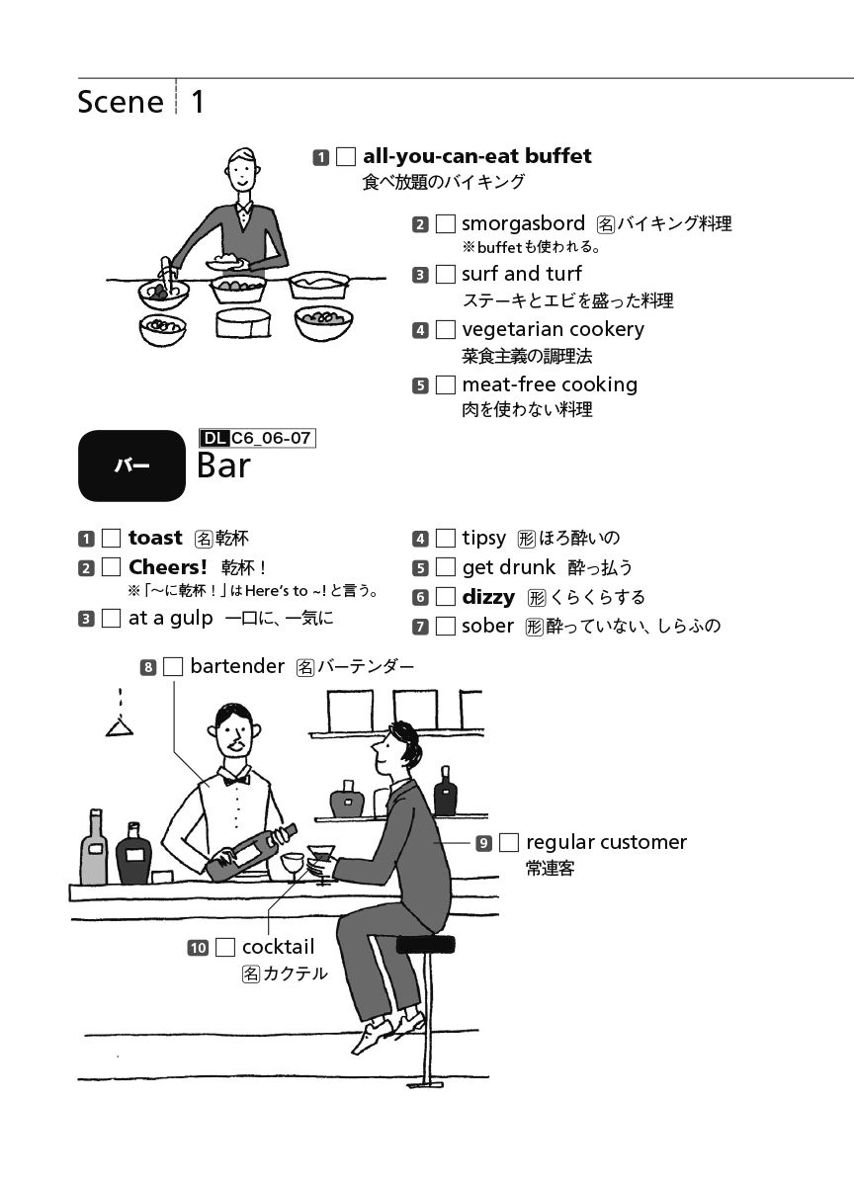 Scene 1
1 □ all-you-can-eat buffet
食べ放題のバイキング
2 □ smorgasbord 名 バイキング料理
※buffetも使われる。
3 □ surf and turf
ステーキとエビを盛った料理
4 □ vegetarian cookery
菜食主義の調理法
5 □ meat-free cooking
肉を使わない料理
バー
DL C6_06-07
Bar
1 □ toast 名 乾杯
2 □ Cheers! 乾杯！
※「～に乾杯！」はHere's to ~!と言う。
3 □ at a gulp 一口に、一気に
4 □ tipsy 形 ほろ酔いの
5 □ get drunk 酔っ払う
6 □ dizzy 形 くらくらする
7 □ sober 形 酔っていない、しらふの
8 □ bartender 名 バーテンダー
9 □ regular customer
常連客
10 □ cocktail
名 カクテル